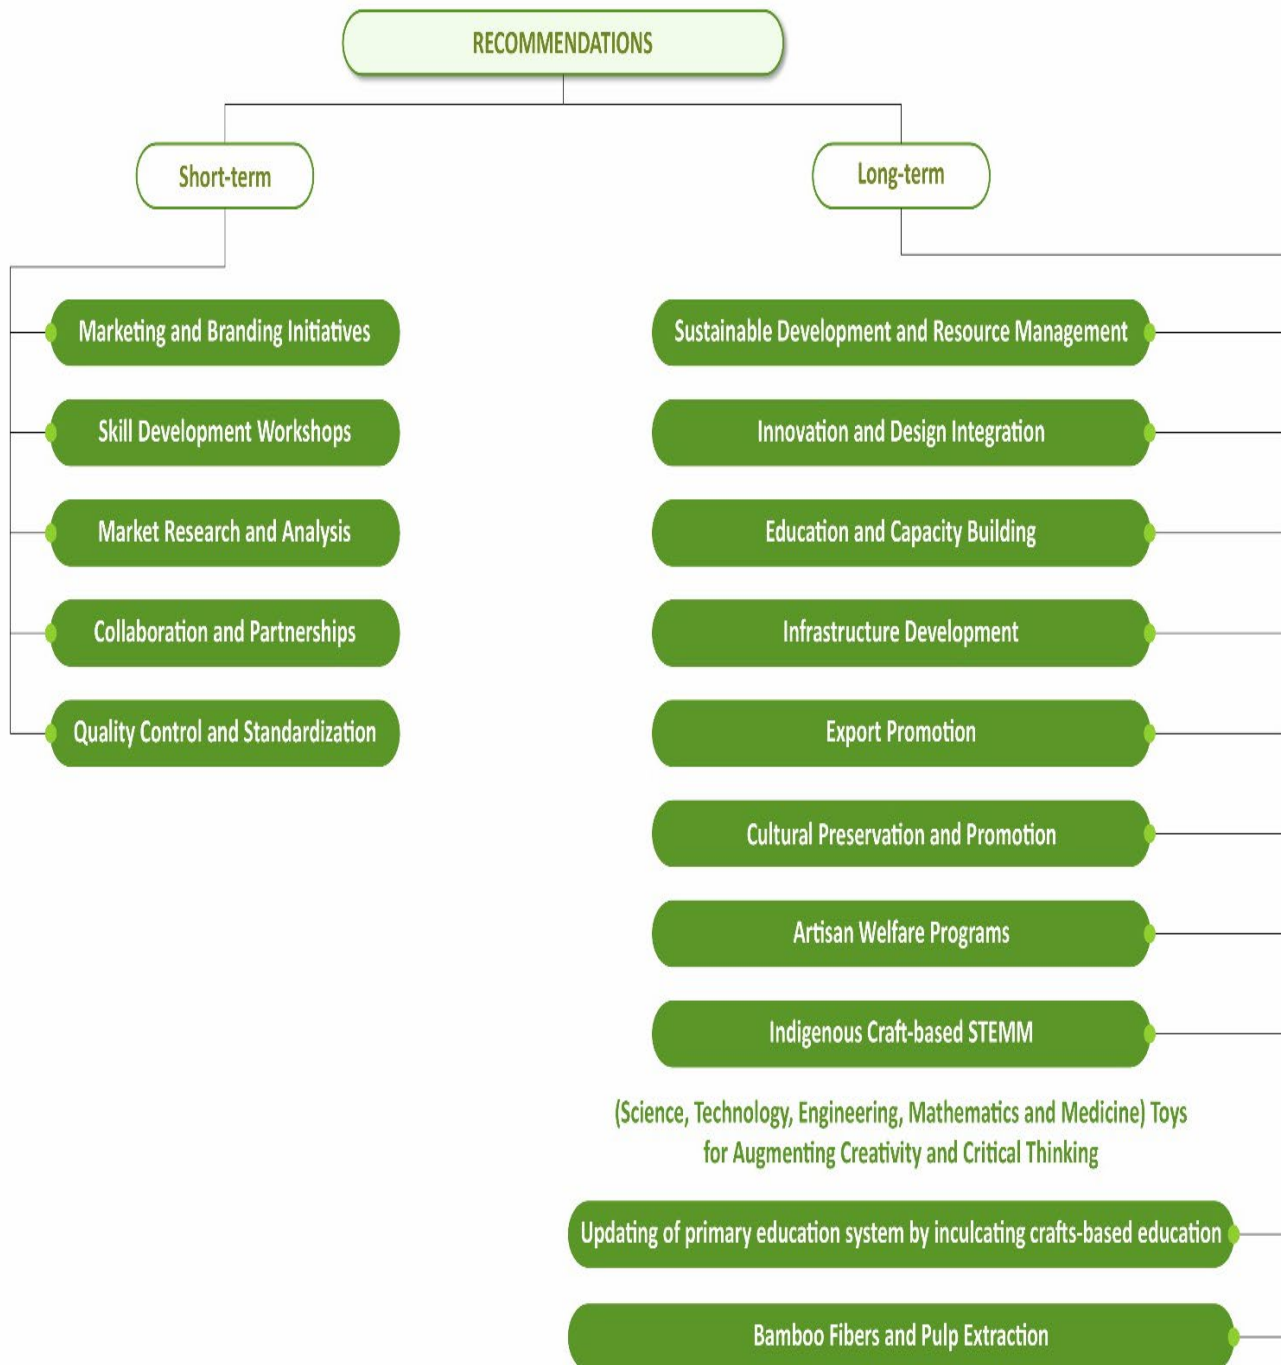 RECOMMENDATIONS
Short-term
Marketing and Branding Initiatives
Skill Development Workshops
Market Research and Analysis
Collaboration and Partnerships
Quality Control and Standardization
Long-term
Sustainable Development and Resource Management
Innovation and Design Integration
Education and Capacity Building
Infrastructure Development
Export Promotion
Cultural Preservation and Promotion
Artisan Welfare Programs
Indigenous Craft-based STEMM
(Science, Technology, Engineering, Mathematics and Medicine) Toys
for Augmenting Creativity and Critical Thinking
Updating of primary education system by inculcating crafts-based education
Bamboo Fibers and Pulp Extraction